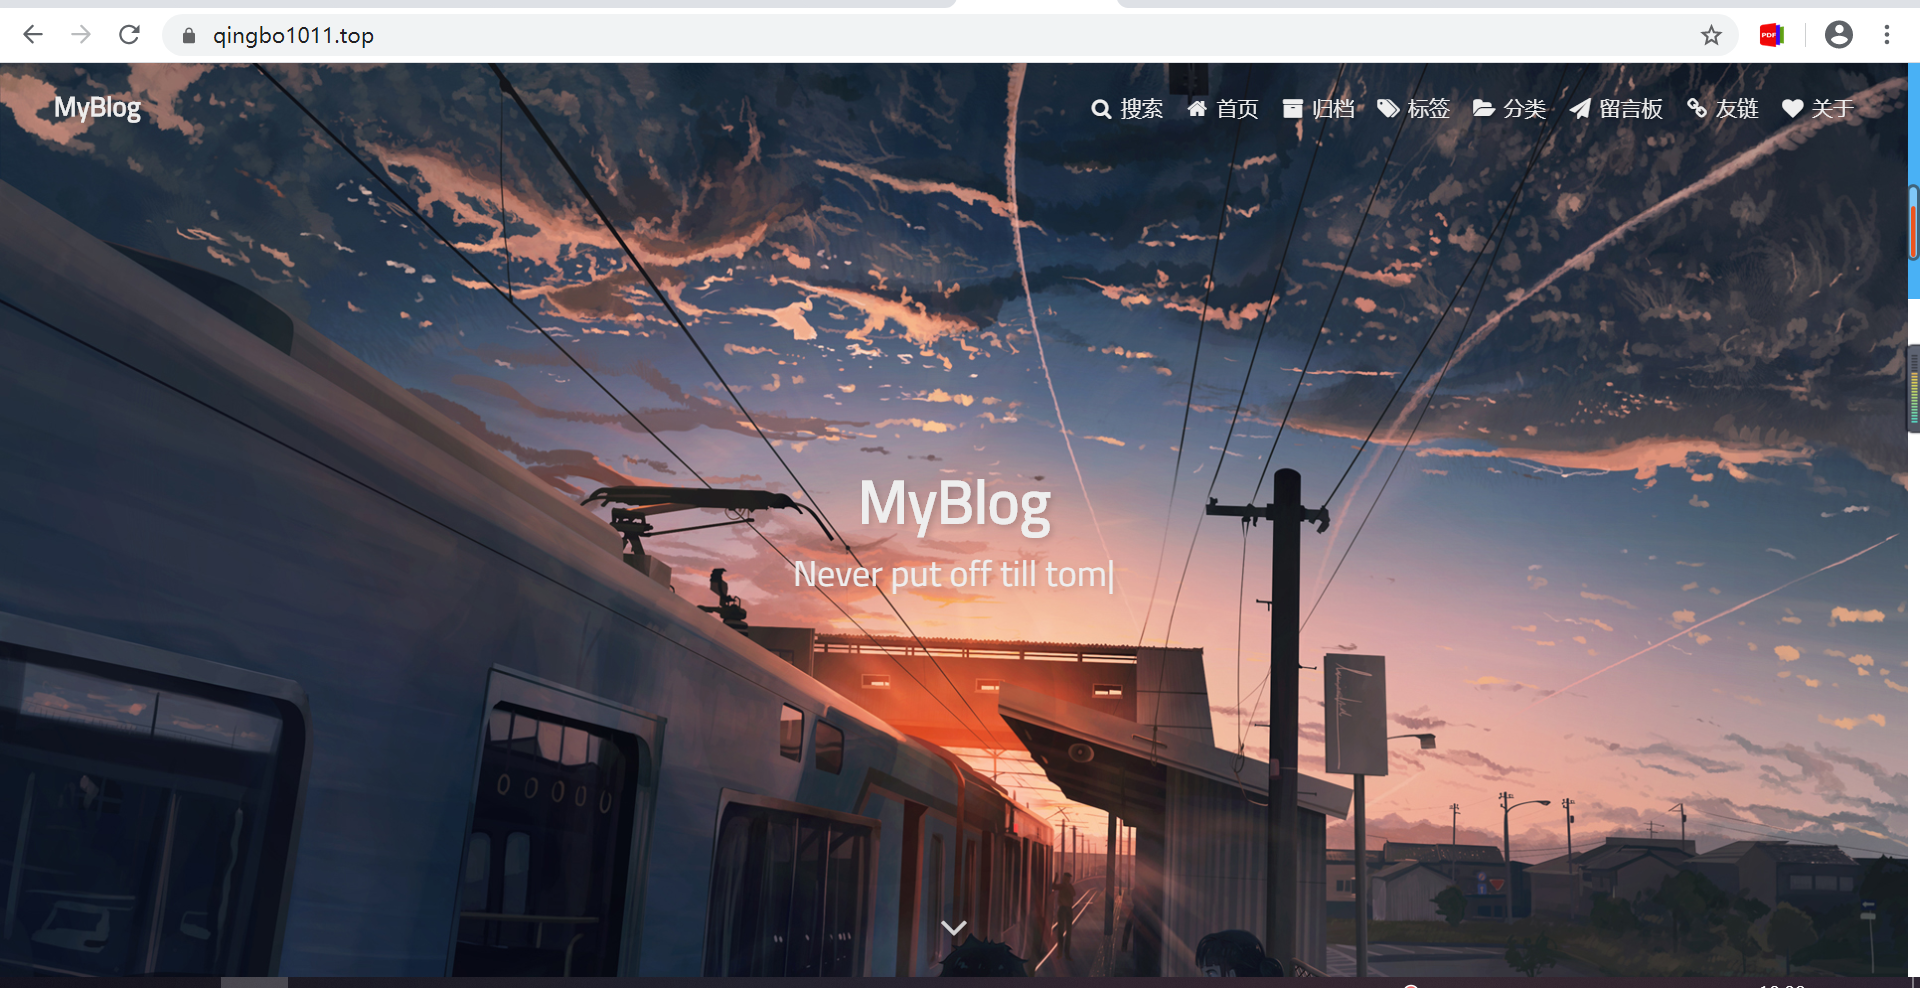 qingbo1011.top
PDF
MyBlog
搜索 首页 归档 标签 分类 留言板 友链 关于
MyBlog
Never put off till tom|